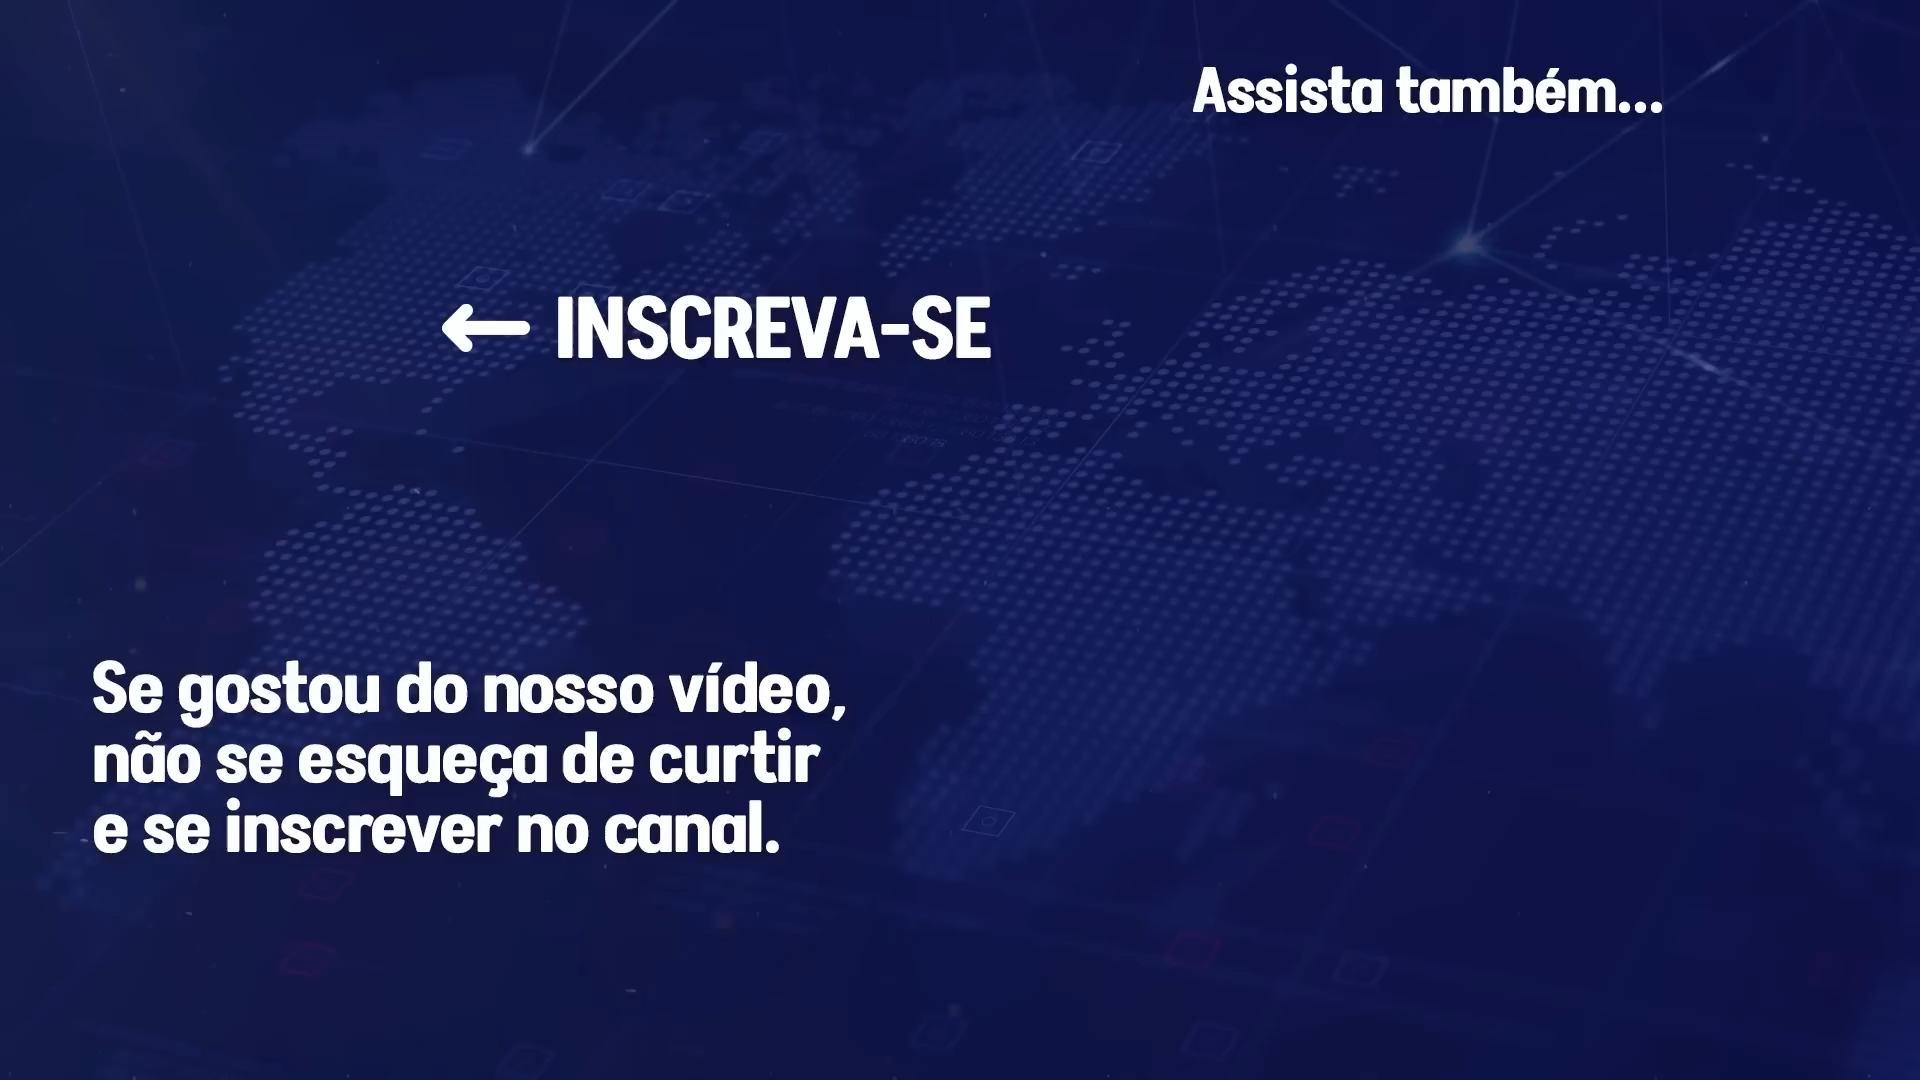 Assista também...
← INSCREVA-SE
Se gostou do nosso vídeo,
não se esqueça de curtir
e se inscrever no canal.